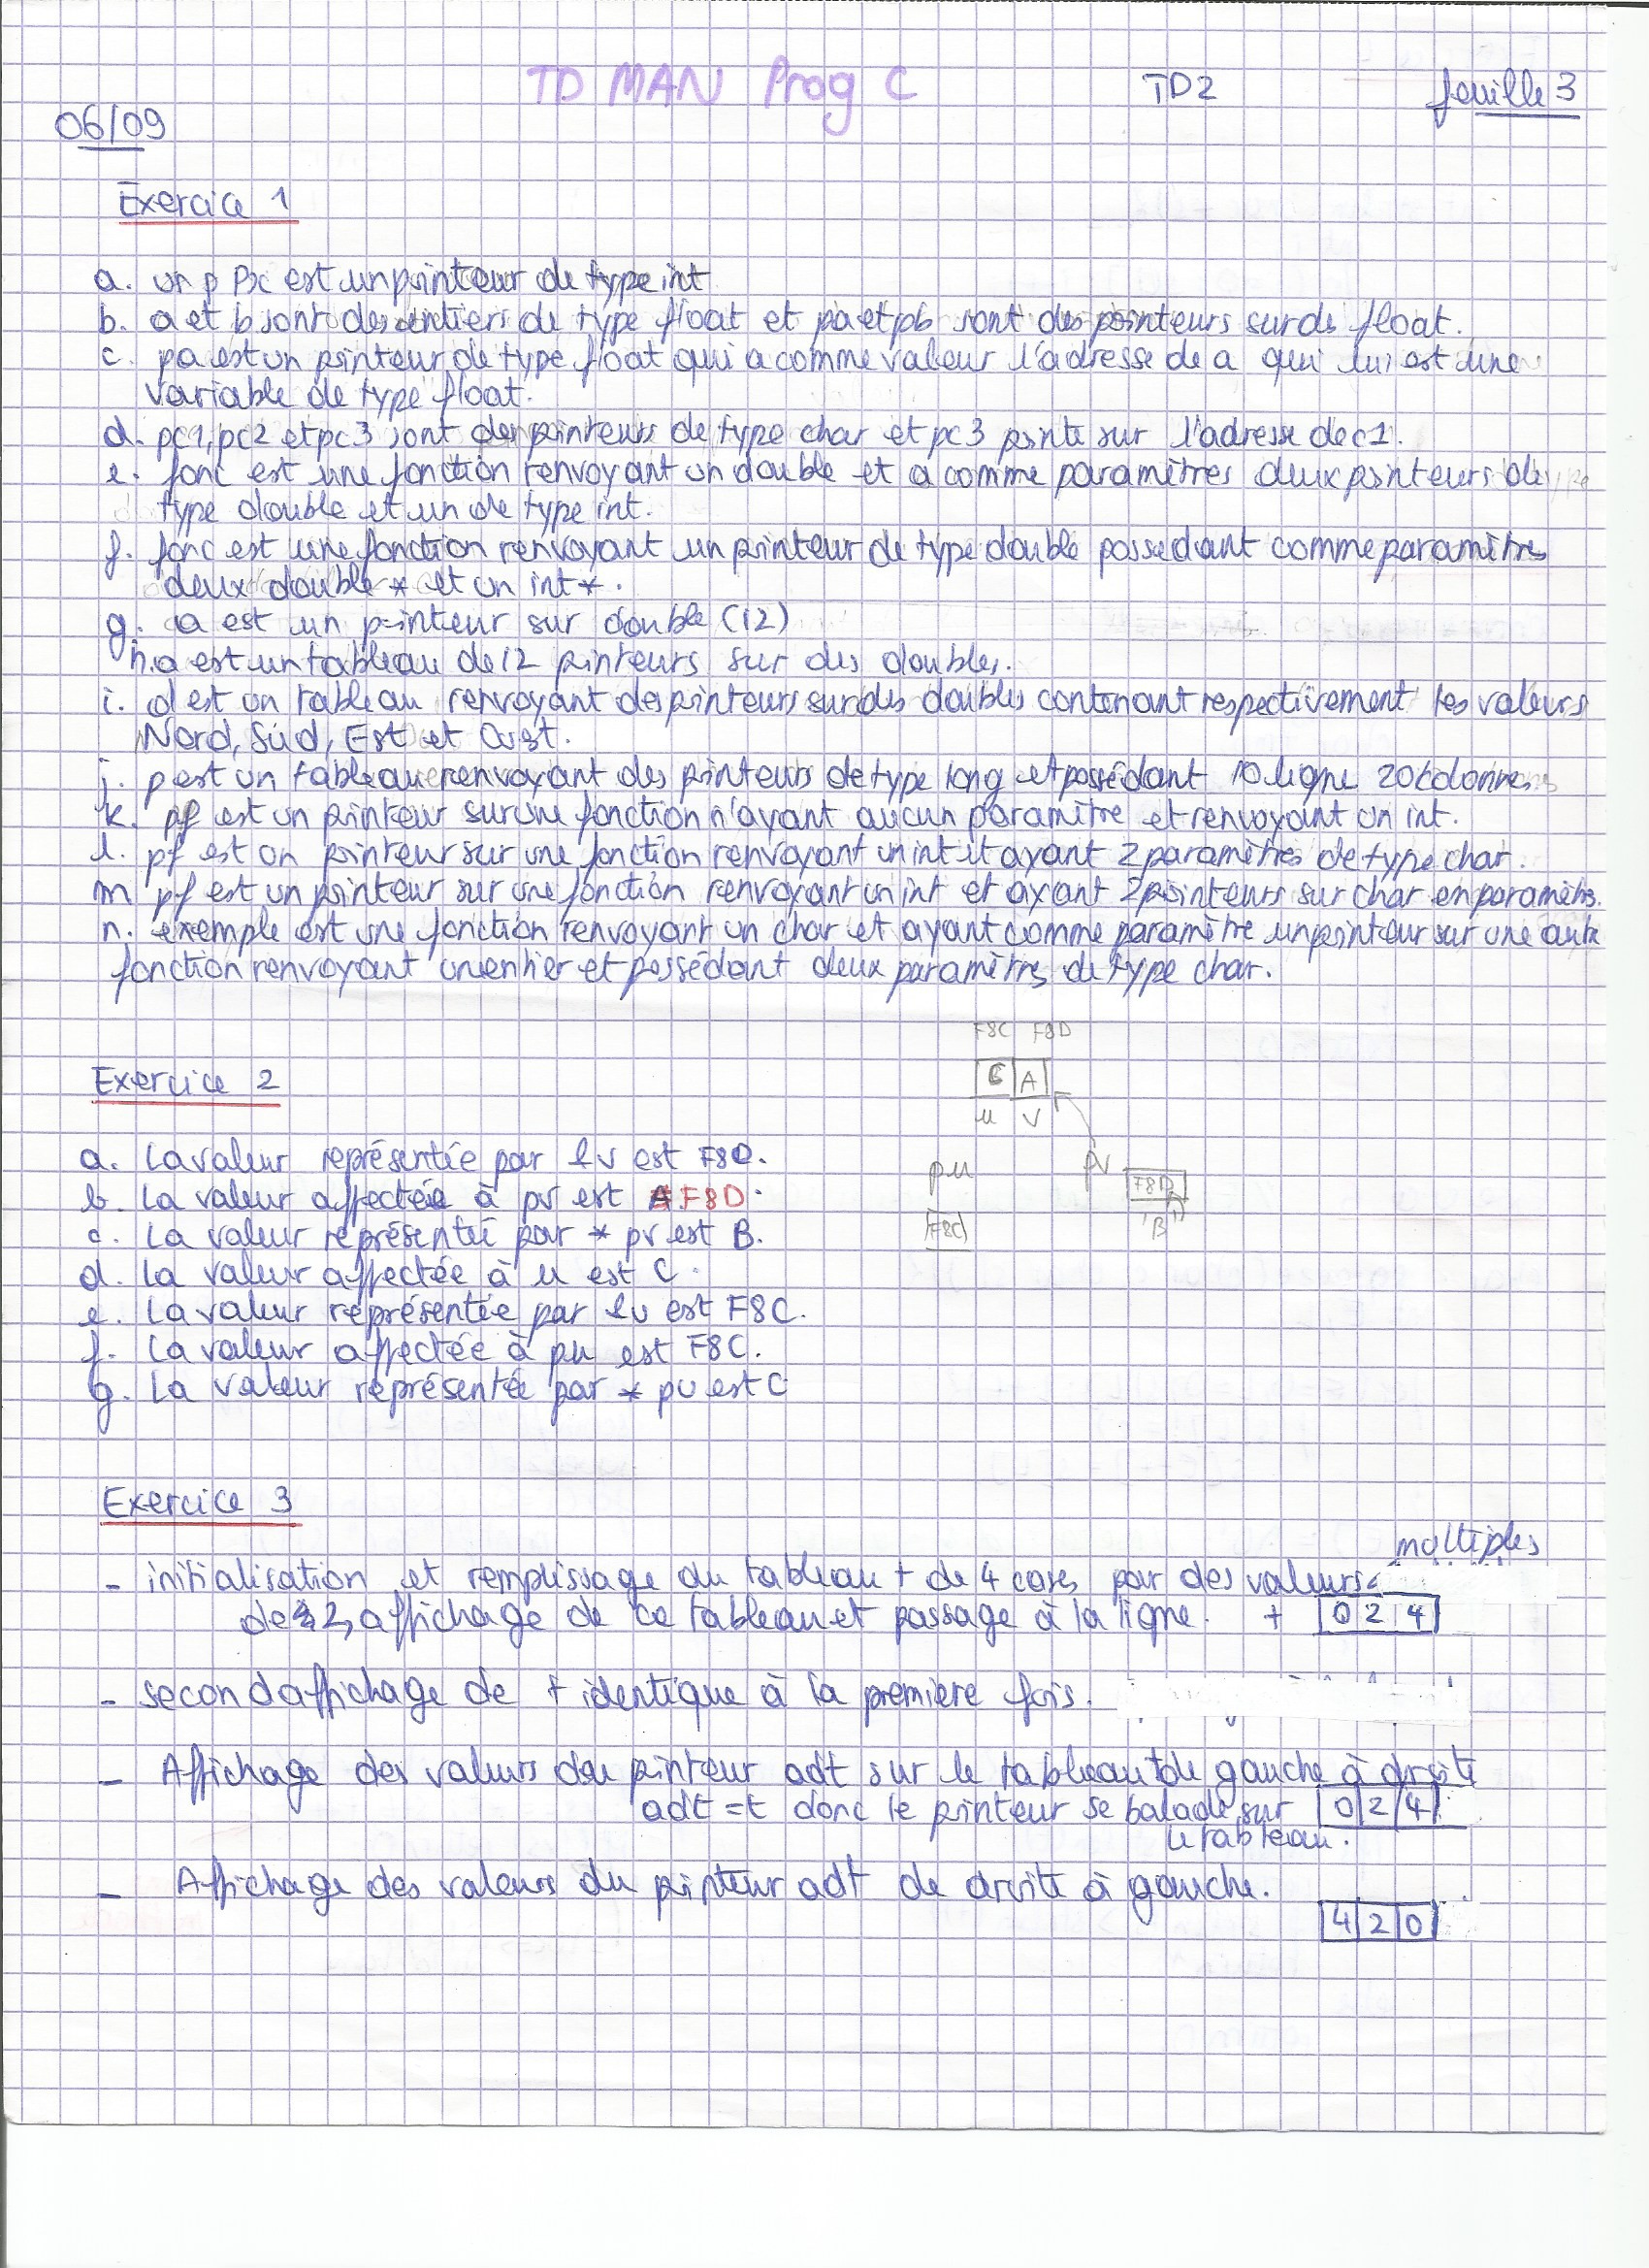 TD MAN Prog C TD2 feuille 3
06/09
Exercice 1
a. px est un pointeur de type int
b. a et b sont des entiers de type float et pa et pb sont des pointeurs sur de float.
c. pa est un pointeur de type float qui a comme valeur l'adresse de a qui lui est une
variable de type float.
d. pc1, pc2 et pc3 sont des pointeurs de type char et pc3 pointe sur l'adresse de c1.
e. fonc est une fonction renvoyant un double et a comme paramètres deux pointeurs de
type double et un de type int.
f. fonc est une fonction renvoyant un pointeur de type double possedant comme paramètres
deux double * et un int *.
g. a est un pointeur sur double (12)
h. a est un tableau de 12 pointeurs sur des doubles.
i. d est un tableau renvoyant des pointeurs sur des doubles contenant respectivement les valeurs
Nord, Sud, Est et Ouest.
j. p est un tableau renvoyant des pointeurs de type long et possédant 10 ligne 20 colonnes
k. pf est un pointeur sur une fonction n'ayant aucun paramètre et renvoyant un int.
l. pf est un pointeur sur une fonction renvoyant un int et ayant 2 paramètres de type char.
m pf est un pointeur sur une fonction renvoyant un int et ayant 2 pointeurs sur char en paramètres.
n. exemple est une fonction renvoyant un char et ayant comme paramètre un pointeur sur une autre
fonction renvoyant un entier et possédant deux paramètres de type char.
F8C F8D
Exercice 2
C A
u v
a. La valeur représentée par &v est F8D.
pu pv F8D
b. La valeur affectée à pv est F8D.
F8C 'B'
c. La valeur représentée par * pv est B.
d. La valeur affectée à u est C.
e. La valeur représentée par &u est F8C.
f. La valeur affectée à pu est F8C.
g. La valeur représentée par * pu est C
Exercice 3
multiples
- initialisation et remplissage du tableau t de 4 cases par des valeurs
de 2, affichage de ce tableau et passage à la ligne. t 0 2 4
- second affichage de t identique à la premiere fois.
- Affichage des valeurs du pointeur adt sur le tableau t de gauche à droite
adt = t donc le pointeur se balade sur 0 2 4
le tableau.
- Affichage des valeurs du pointeur adt de droite à gauche.
4 2 0